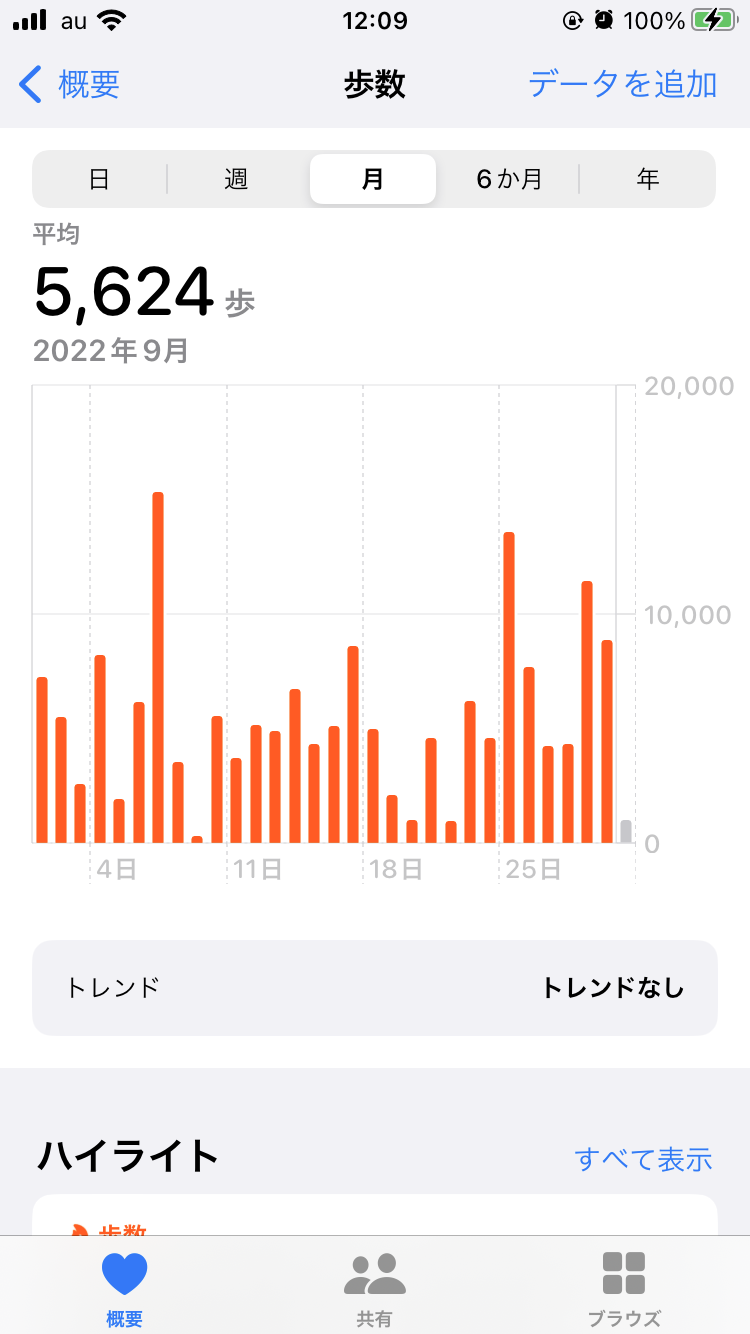 au 12:09 100%
概要 歩数 データを追加
日 週 月 6か月 年
平均
5,624 歩
2022年9月
20,000
10,000
0
4日 11日 18日 25日
トレンド トレンドなし
ハイライト すべて表示
歩数
概要 共有 ブラウズ